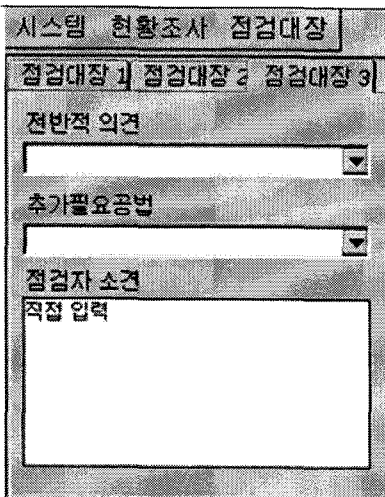 시스템 현황조사 점검대장
점검대장 1 점검대장 2 점검대장 3
전반적 의견
추가필요공법
점검자 소견
직접 입력